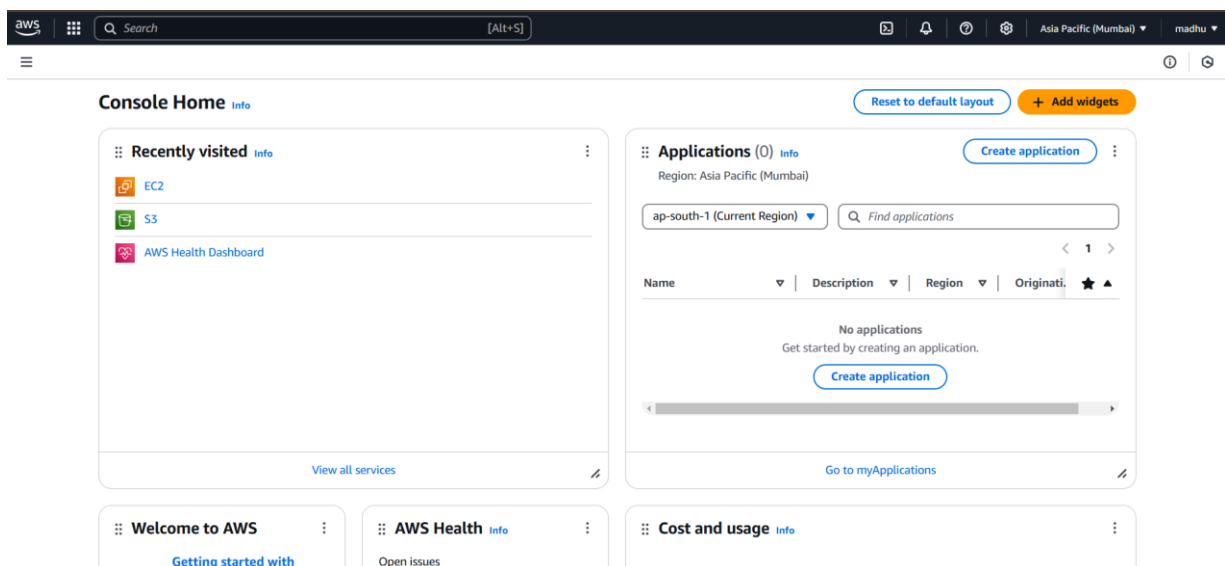 aws Search [Alt+S] Asia Pacific (Mumbai) madhu
Console Home Info Reset to default layout + Add widgets
Recently visited Info
EC2
S3
AWS Health Dashboard
View all services
Applications (0) Info Create application
Region: Asia Pacific (Mumbai)
ap-south-1 (Current Region) Find applications
1
Name Description Region Originati.
No applications
Get started by creating an application.
Create application
Go to myApplications
Welcome to AWS
Getting started with
AWS Health Info
Open issues
Cost and usage Info